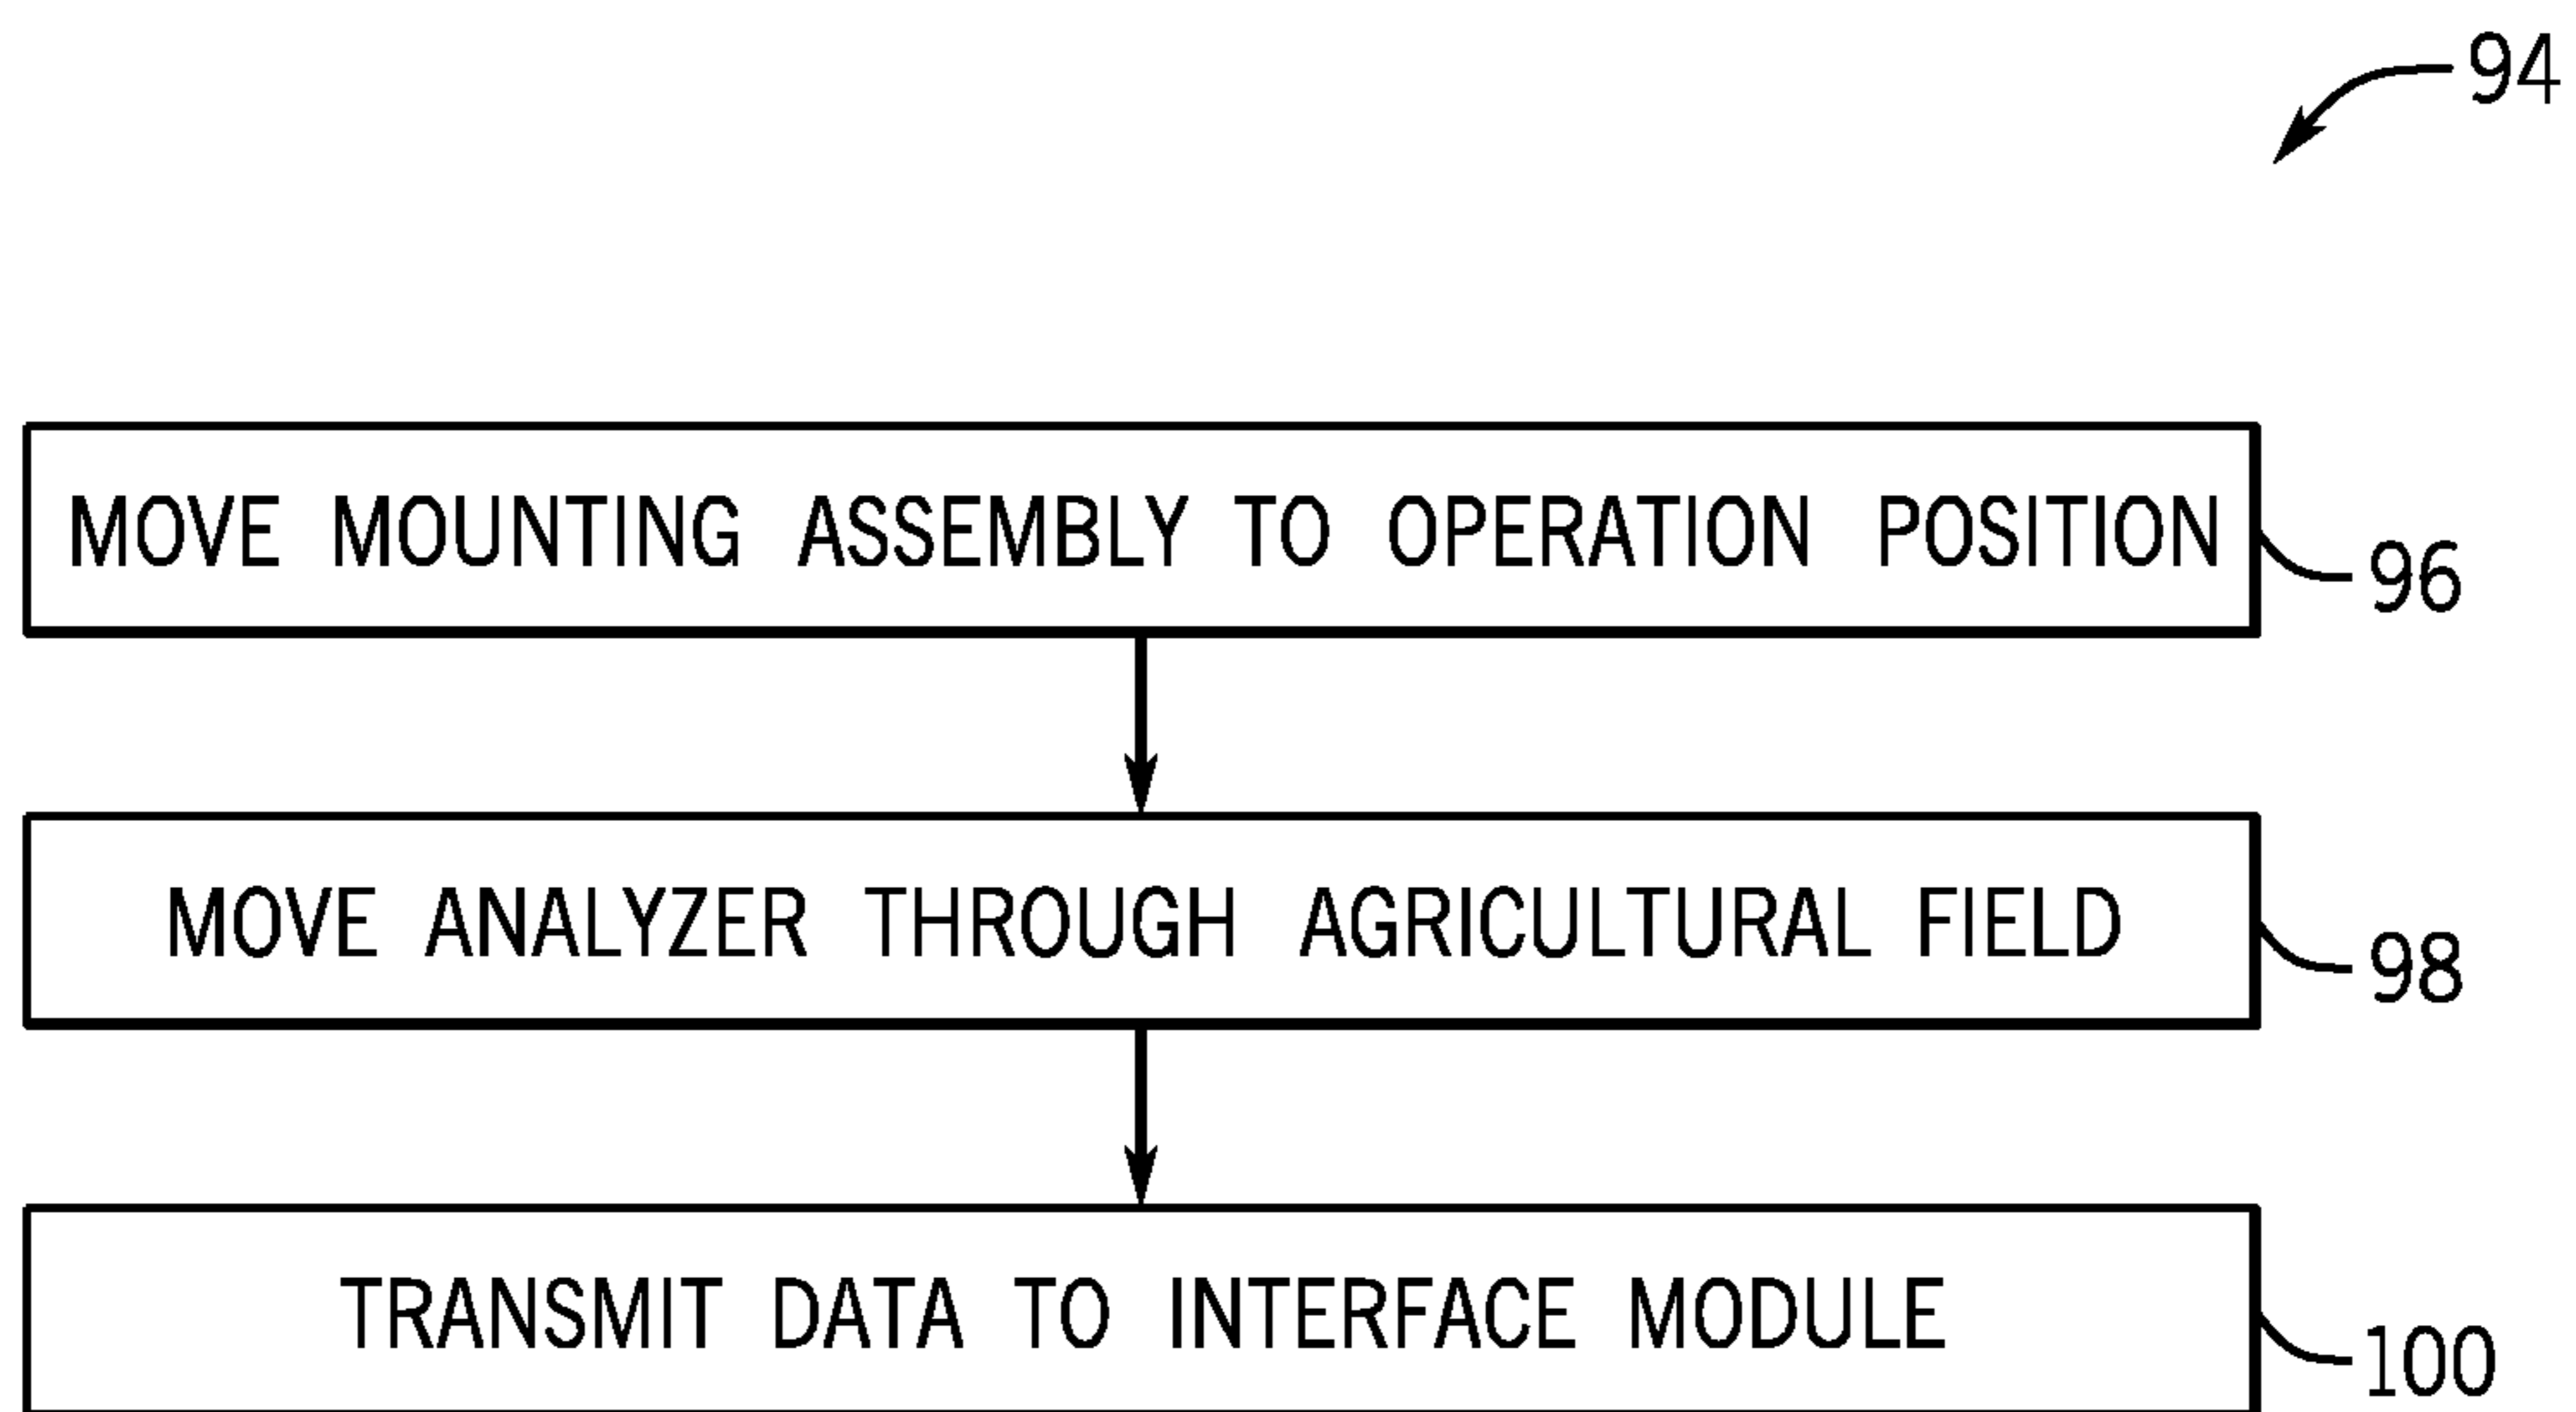 94
MOVE MOUNTING ASSEMBLY TO OPERATION POSITION
96
MOVE ANALYZER THROUGH AGRICULTURAL FIELD
98
TRANSMIT DATA TO INTERFACE MODULE
100